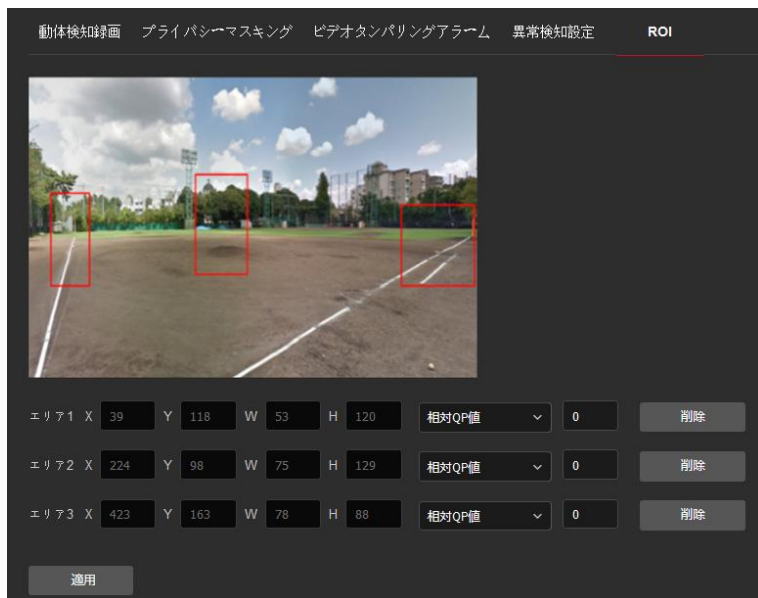 動体検知録画 プライバシーマスキング ビデオタンパリングアラーム 異常検知設定 ROI
エリア1 X 39 Y 118 W 53 H 120 相対QP値 0 削除
エリア2 X 224 Y 98 W 75 H 129 相対QP値 0 削除
エリア3 X 423 Y 163 W 78 H 88 相対QP値 0 削除
適用